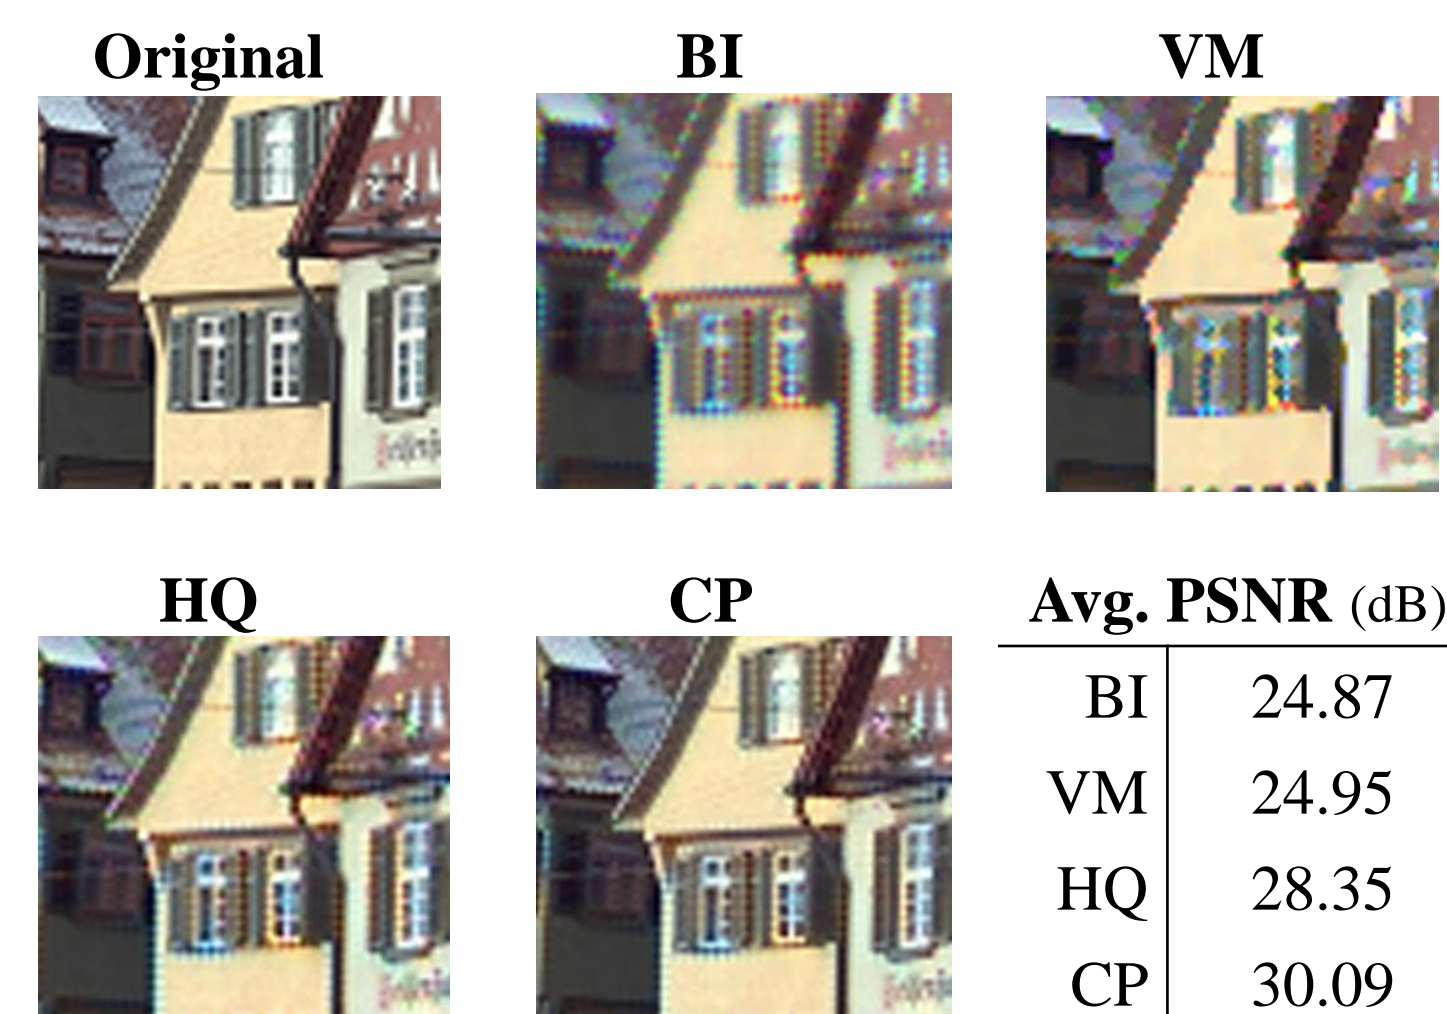 Original BI VM
HQ CP Avg. PSNR (dB)
BI 24.87
VM 24.95
HQ 28.35
CP 30.09